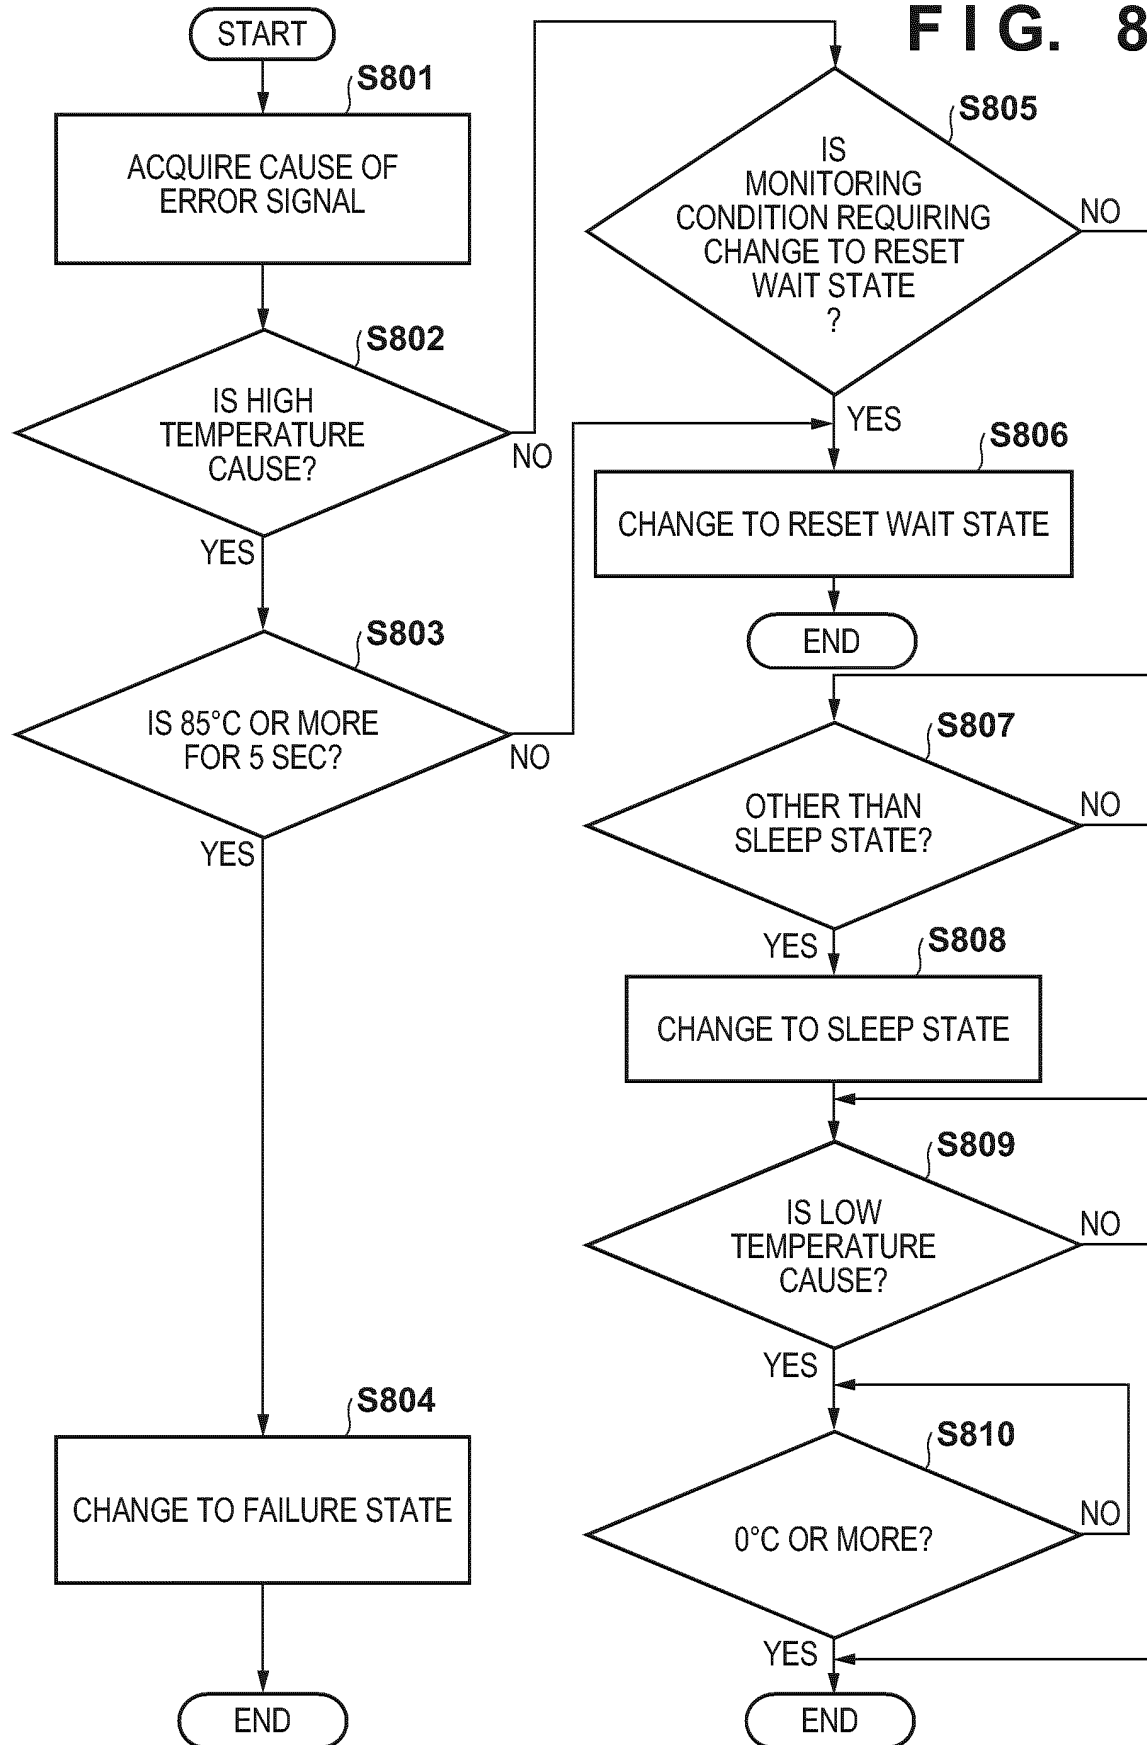 FIG. 8
START
S801
ACQUIRE CAUSE OF
ERROR SIGNAL
S802
IS HIGH
TEMPERATURE
CAUSE?
NO
YES
S803
IS 85°C OR MORE
FOR 5 SEC?
NO
YES
S804
CHANGE TO FAILURE STATE
END
S805
IS
MONITORING
CONDITION REQUIRING
CHANGE TO RESET
WAIT STATE
?
NO
YES
S806
CHANGE TO RESET WAIT STATE
END
S807
OTHER THAN
SLEEP STATE?
NO
YES
S808
CHANGE TO SLEEP STATE
S809
IS LOW
TEMPERATURE
CAUSE?
NO
YES
S810
0°C OR MORE?
NO
YES
END